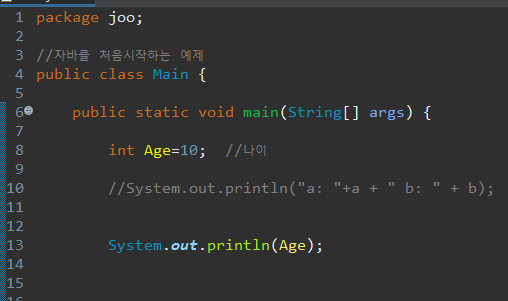 1 package joo;
2
3 //자바를 처음시작하는 예제
4 public class Main {
5
6 public static void main(String[] args) {
7
8 int Age=10;  //나이
9
10 //System.out.println("a: "+a + " b: " + b);
11
12
13 System.out.println(Age);
14
15